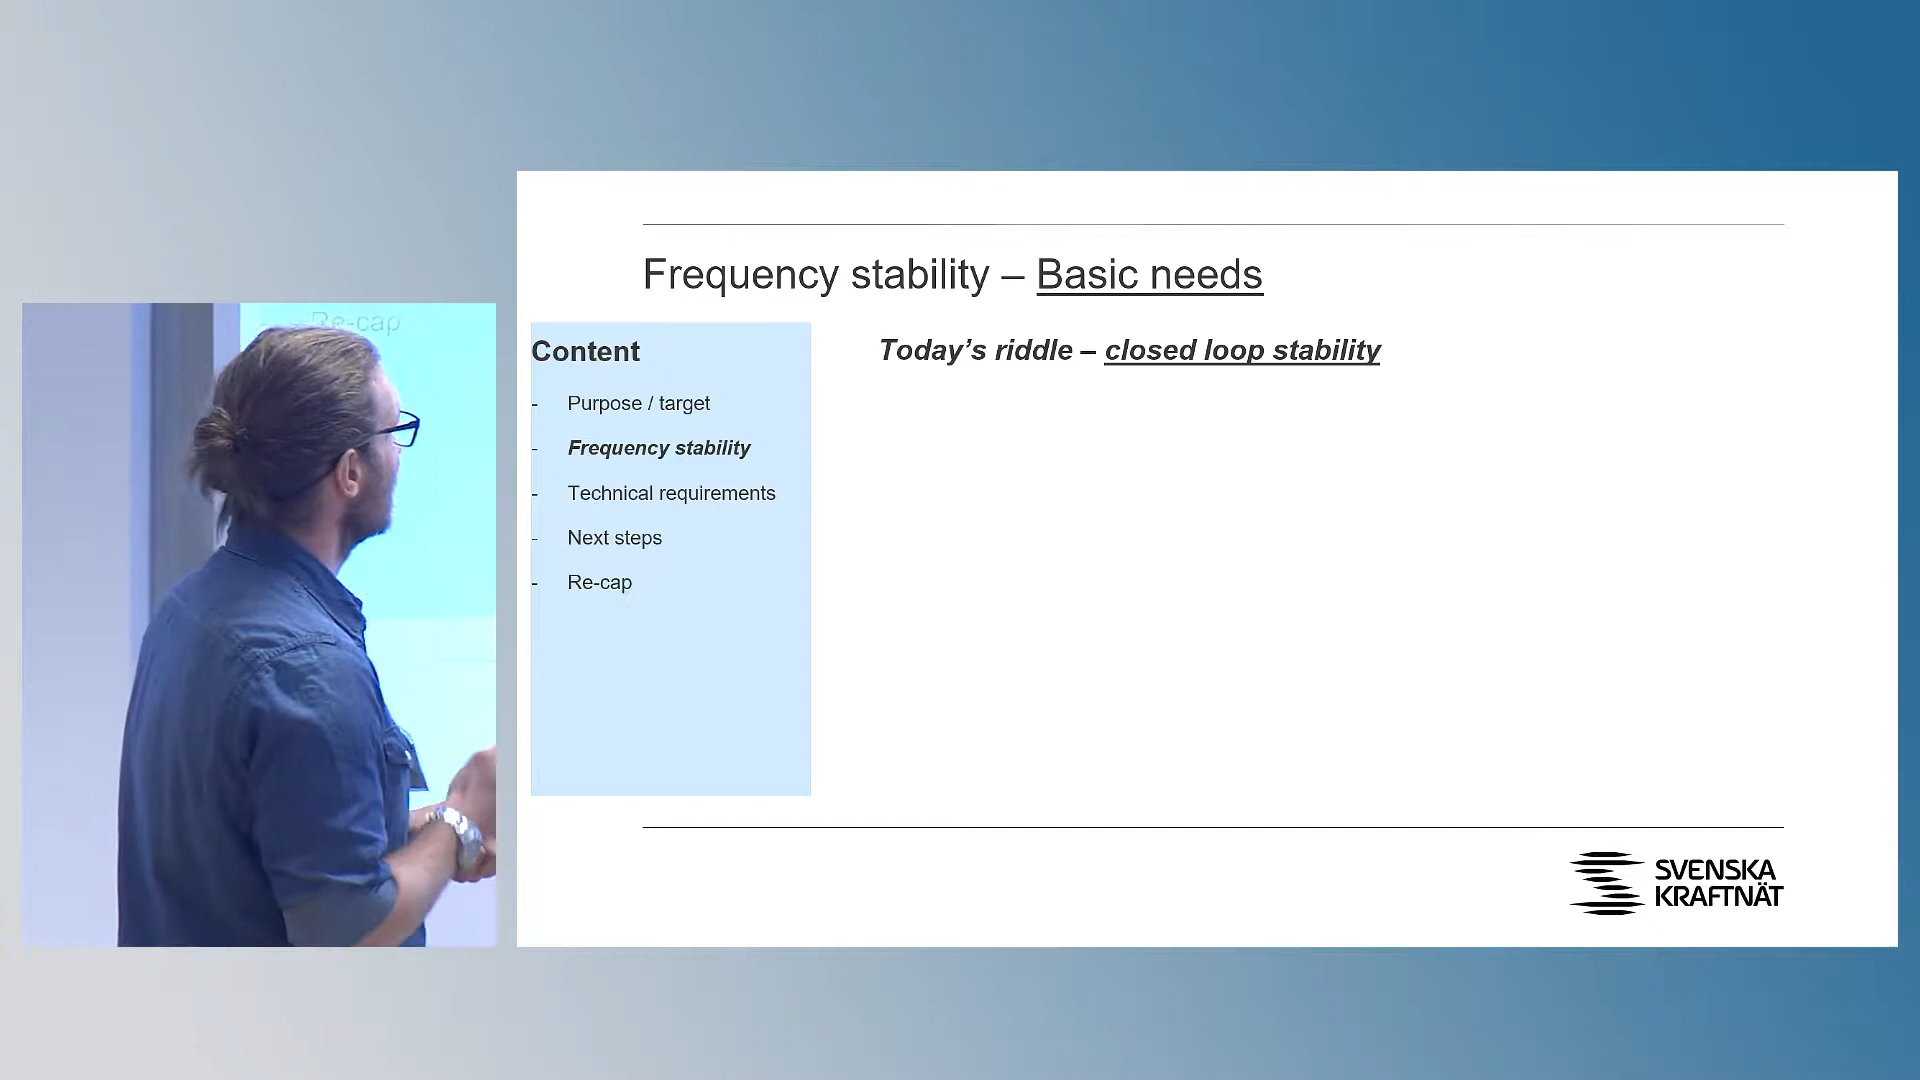 Re-cap
Frequency stability – Basic needs
Content
- Purpose / target
- Frequency stability
- Technical requirements
- Next steps
- Re-cap
Today's riddle – closed loop stability
SVENSKA
KRAFTNÄT